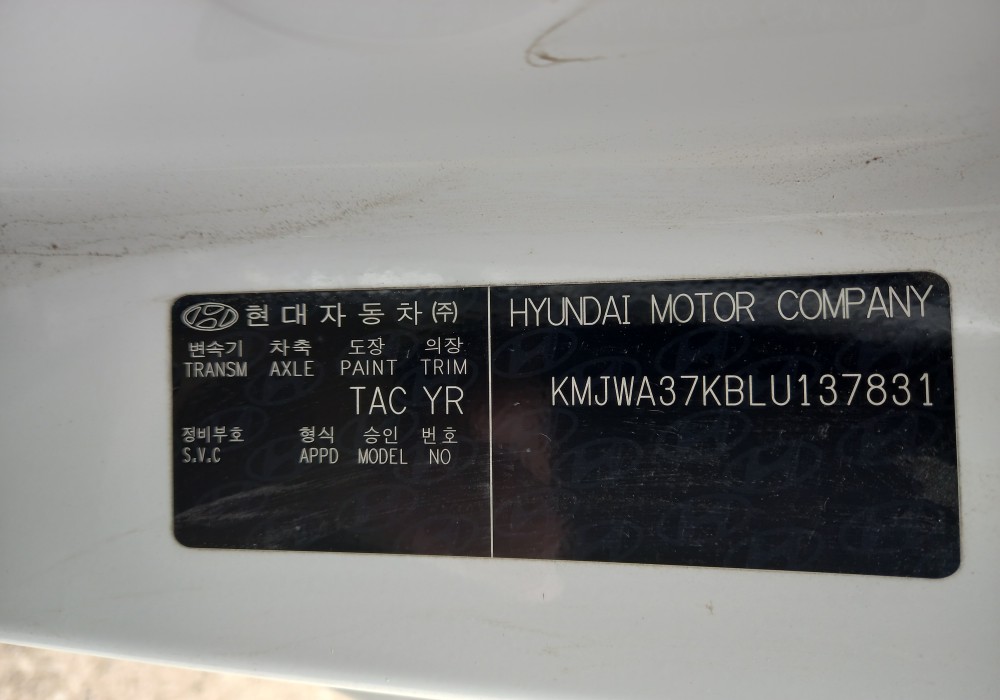 현대자동차(주)
변속기 차축 도장 의장
TRANSM AXLE PAINT TRIM
TAC YR
정비부호 형식 승인 번호
S.V.C APPD MODEL NO
HYUNDAI MOTOR COMPANY
KMJWA37KBLU137831